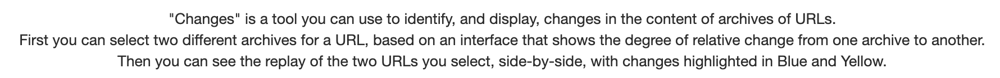 "Changes" is a tool you can use to identify, and display, changes in the content of archives of URLs.
First you can select two different archives for a URL, based on an interface that shows the degree of relative change from one archive to another.
Then you can see the replay of the two URLs you select, side-by-side, with changes highlighted in Blue and Yellow.